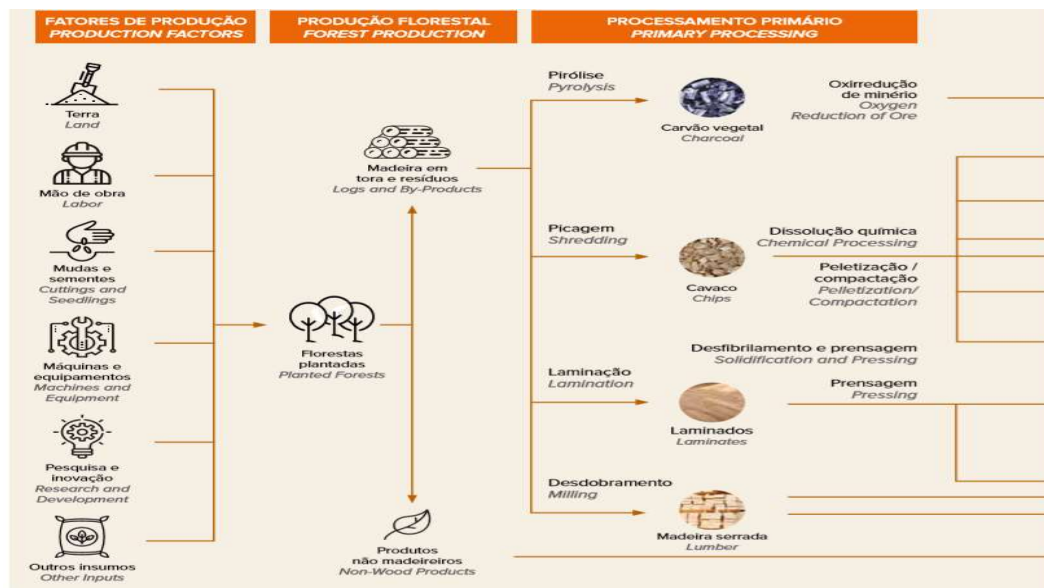 FATORES DE PRODUÇÃO
PRODUCTION FACTORS
Terra
Land
Mão de obra
Labor
Mudas e
sementes
Cuttings and
Seedlings
Máquinas e
equipamentos
Machines and
Equipment
Pesquisa e
inovação
Research and
Development
Outros insumos
Other Inputs
PRODUÇÃO FLORESTAL
FOREST PRODUCTION
Madeira em
tora e resíduos
Logs and By-Products
Florestas
plantadas
Planted Forests
Produtos
não madeireiros
Non-Wood Products
PROCESSAMENTO PRIMÁRIO
PRIMARY PROCESSING
Pirólise
Pyrolysis
Carvão vegetal
Charcoal
Oxirredução
de minério
Oxygen
Reduction of Ore
Picagem
Shredding
Cavaco
Chips
Dissolução química
Chemical Processing
Peletização /
compactação
Pelletization/
Compactation
Desfibrilamento e prensagem
Solidification and Pressing
Laminação
Lamination
Laminados
Laminates
Prensagem
Pressing
Desdobramento
Milling
Madeira serrada
Lumber